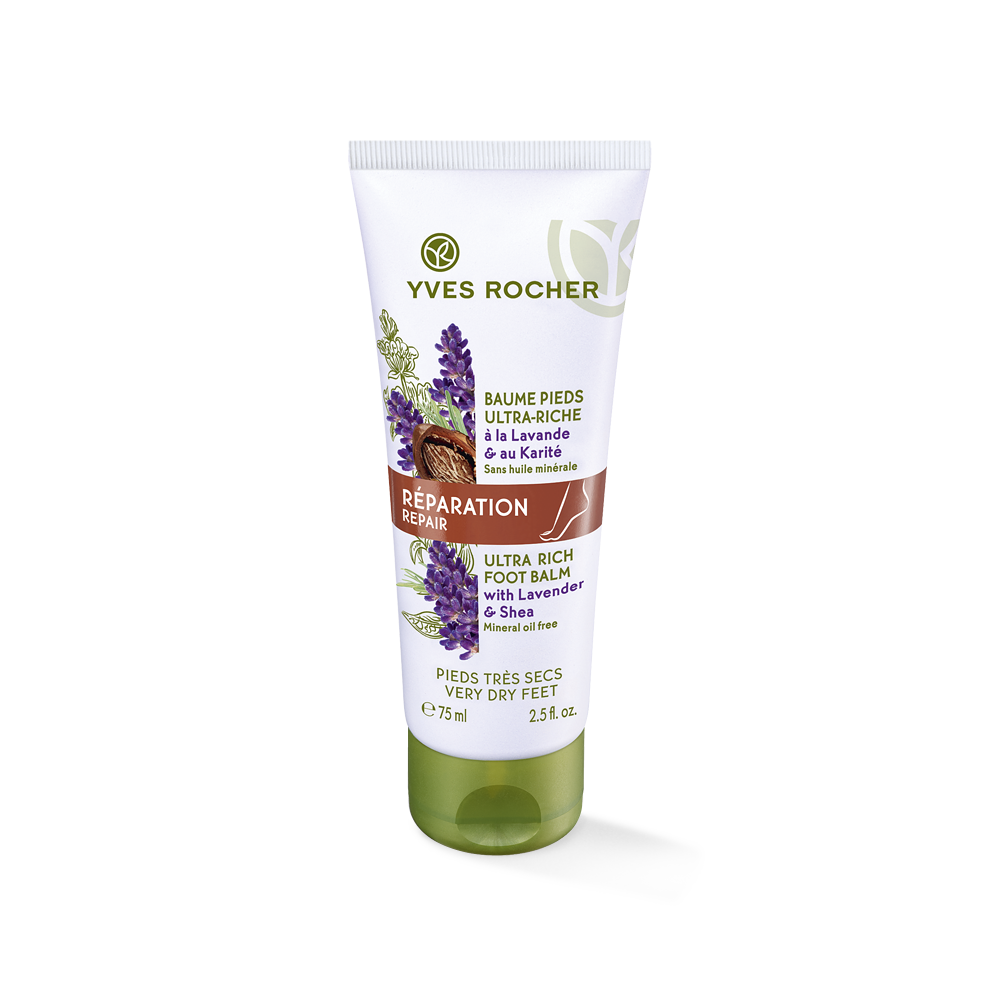 YVES ROCHER
BAUME PIEDS
ULTRA-RICHE
à la Lavande
& au Karité
Sans huile minérale
RÉPARATION
REPAIR
ULTRA RICH
FOOT BALM
with Lavender
& Shea
Mineral oil free
PIEDS TRÈS SECS
VERY DRY FEET
℮ 75 ml 2.5 fl. oz.